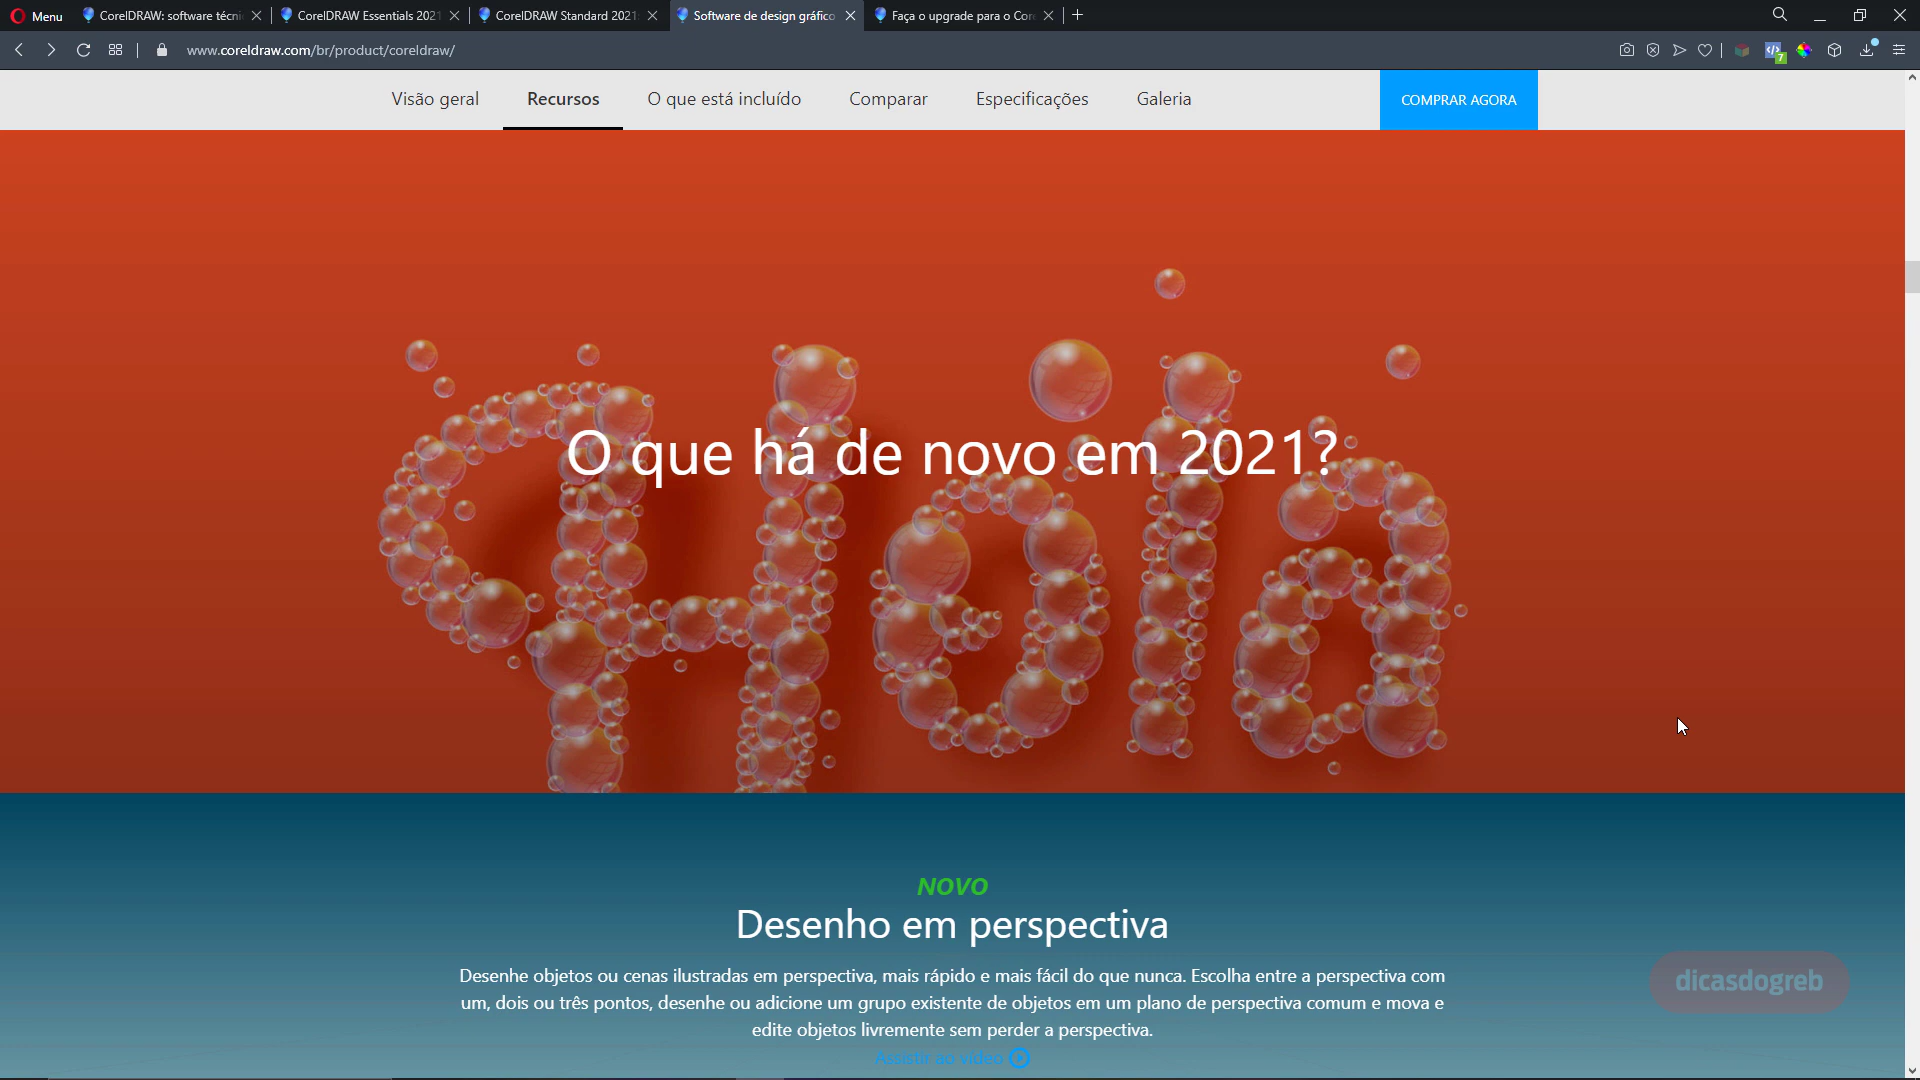 Menu
CorelDRAW: software técni
CorelDRAW Essentials 2021
CorelDRAW Standard 2021:
Software de design gráfico
Faça o upgrade para o Core
www.coreldraw.com/br/product/coreldraw/
7
Visão geral
Recursos
O que está incluído
Comparar
Especificações
Galeria
COMPRAR AGORA
Hola
O que há de novo em 2021?
NOVO
Desenho em perspectiva
Desenhe objetos ou cenas ilustradas em perspectiva, mais rápido e mais fácil do que nunca. Escolha entre a perspectiva com
um, dois ou três pontos, desenhe ou adicione um grupo existente de objetos em um plano de perspectiva comum e mova e
edite objetos livremente sem perder a perspectiva.
Assistir ao vídeo
dicasdogreb